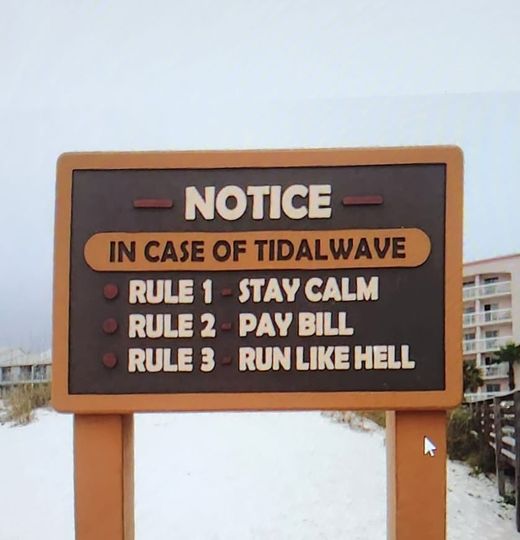 NOTICE
IN CASE OF TIDALWAVE
RULE 1 - STAY CALM
RULE 2 - PAY BILL
RULE 3 - RUN LIKE HELL